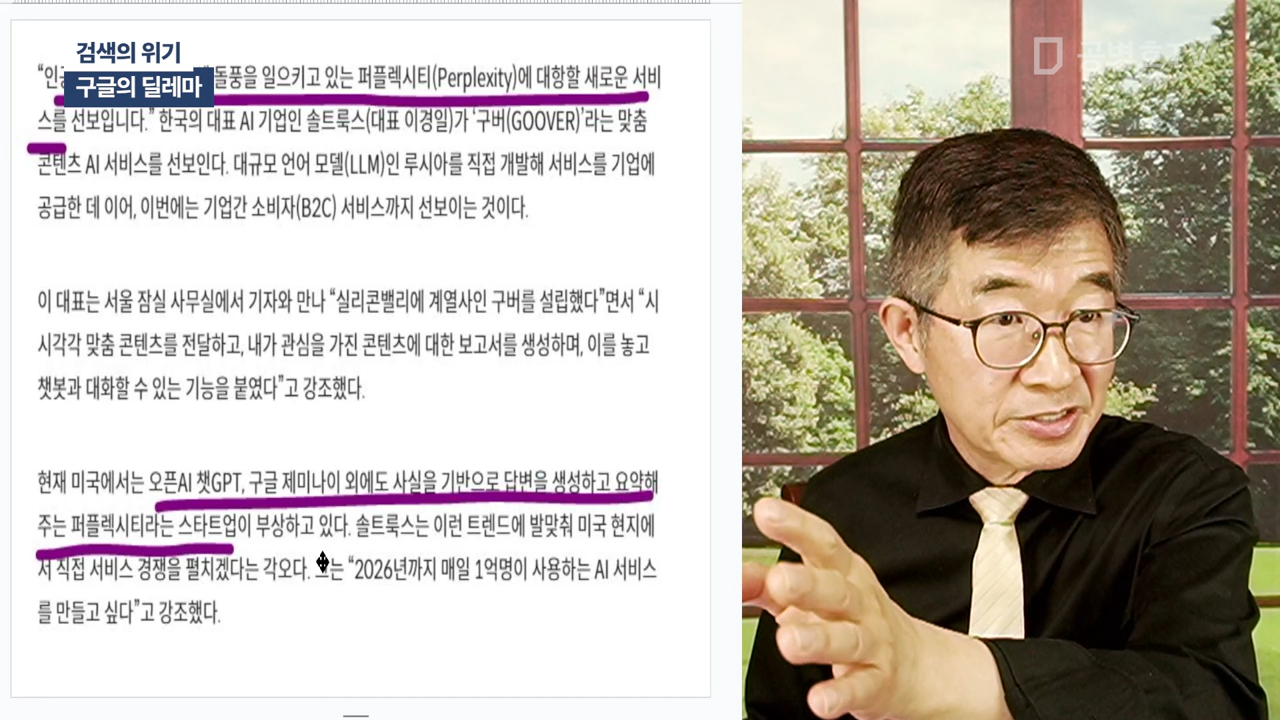 검색의 위기
구글의 딜레마
“인 돌풍을 일으키고 있는 퍼플렉시티(Perplexity)에 대항할 새로운 서비
스를 선보입니다.” 한국의 대표 AI 기업인 솔트룩스(대표 이경일)가 ‘구버(GOOVER)’라는 맞춤
콘텐츠 AI 서비스를 선보인다. 대규모 언어 모델(LLM)인 루시아를 직접 개발해 서비스를 기업에
공급한 데 이어, 이번에는 기업간 소비자(B2C) 서비스까지 선보이는 것이다.
이 대표는 서울 잠실 사무실에서 기자와 만나 “실리콘밸리에 계열사인 구버를 설립했다”면서 “시
시각각 맞춤 콘텐츠를 전달하고, 내가 관심을 가진 콘텐츠에 대한 보고서를 생성하며, 이를 놓고
챗봇과 대화할 수 있는 기능을 붙였다”고 강조했다.
현재 미국에서는 오픈AI 챗GPT, 구글 제미나이 외에도 사실을 기반으로 답변을 생성하고 요약해
주는 퍼플렉시티라는 스타트업이 부상하고 있다. 솔트룩스는 이런 트렌드에 발맞춰 미국 현지에
서 직접 서비스 경쟁을 펼치겠다는 각오다. 그는 “2026년까지 매일 1억명이 사용하는 AI 서비스
를 만들고 싶다”고 강조했다.